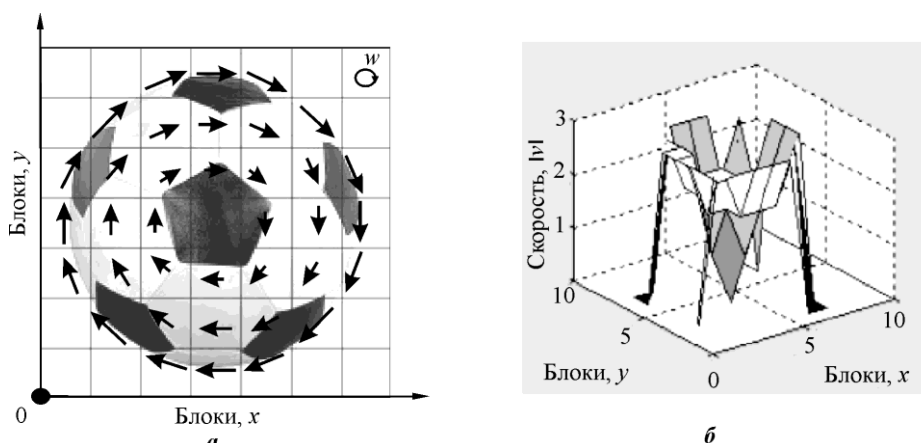 w
Блоки, y
0
Блоки, x
а
Скорость, |v|
3
2
1
10
5
0
5
10
Блоки, y
Блоки, x
б